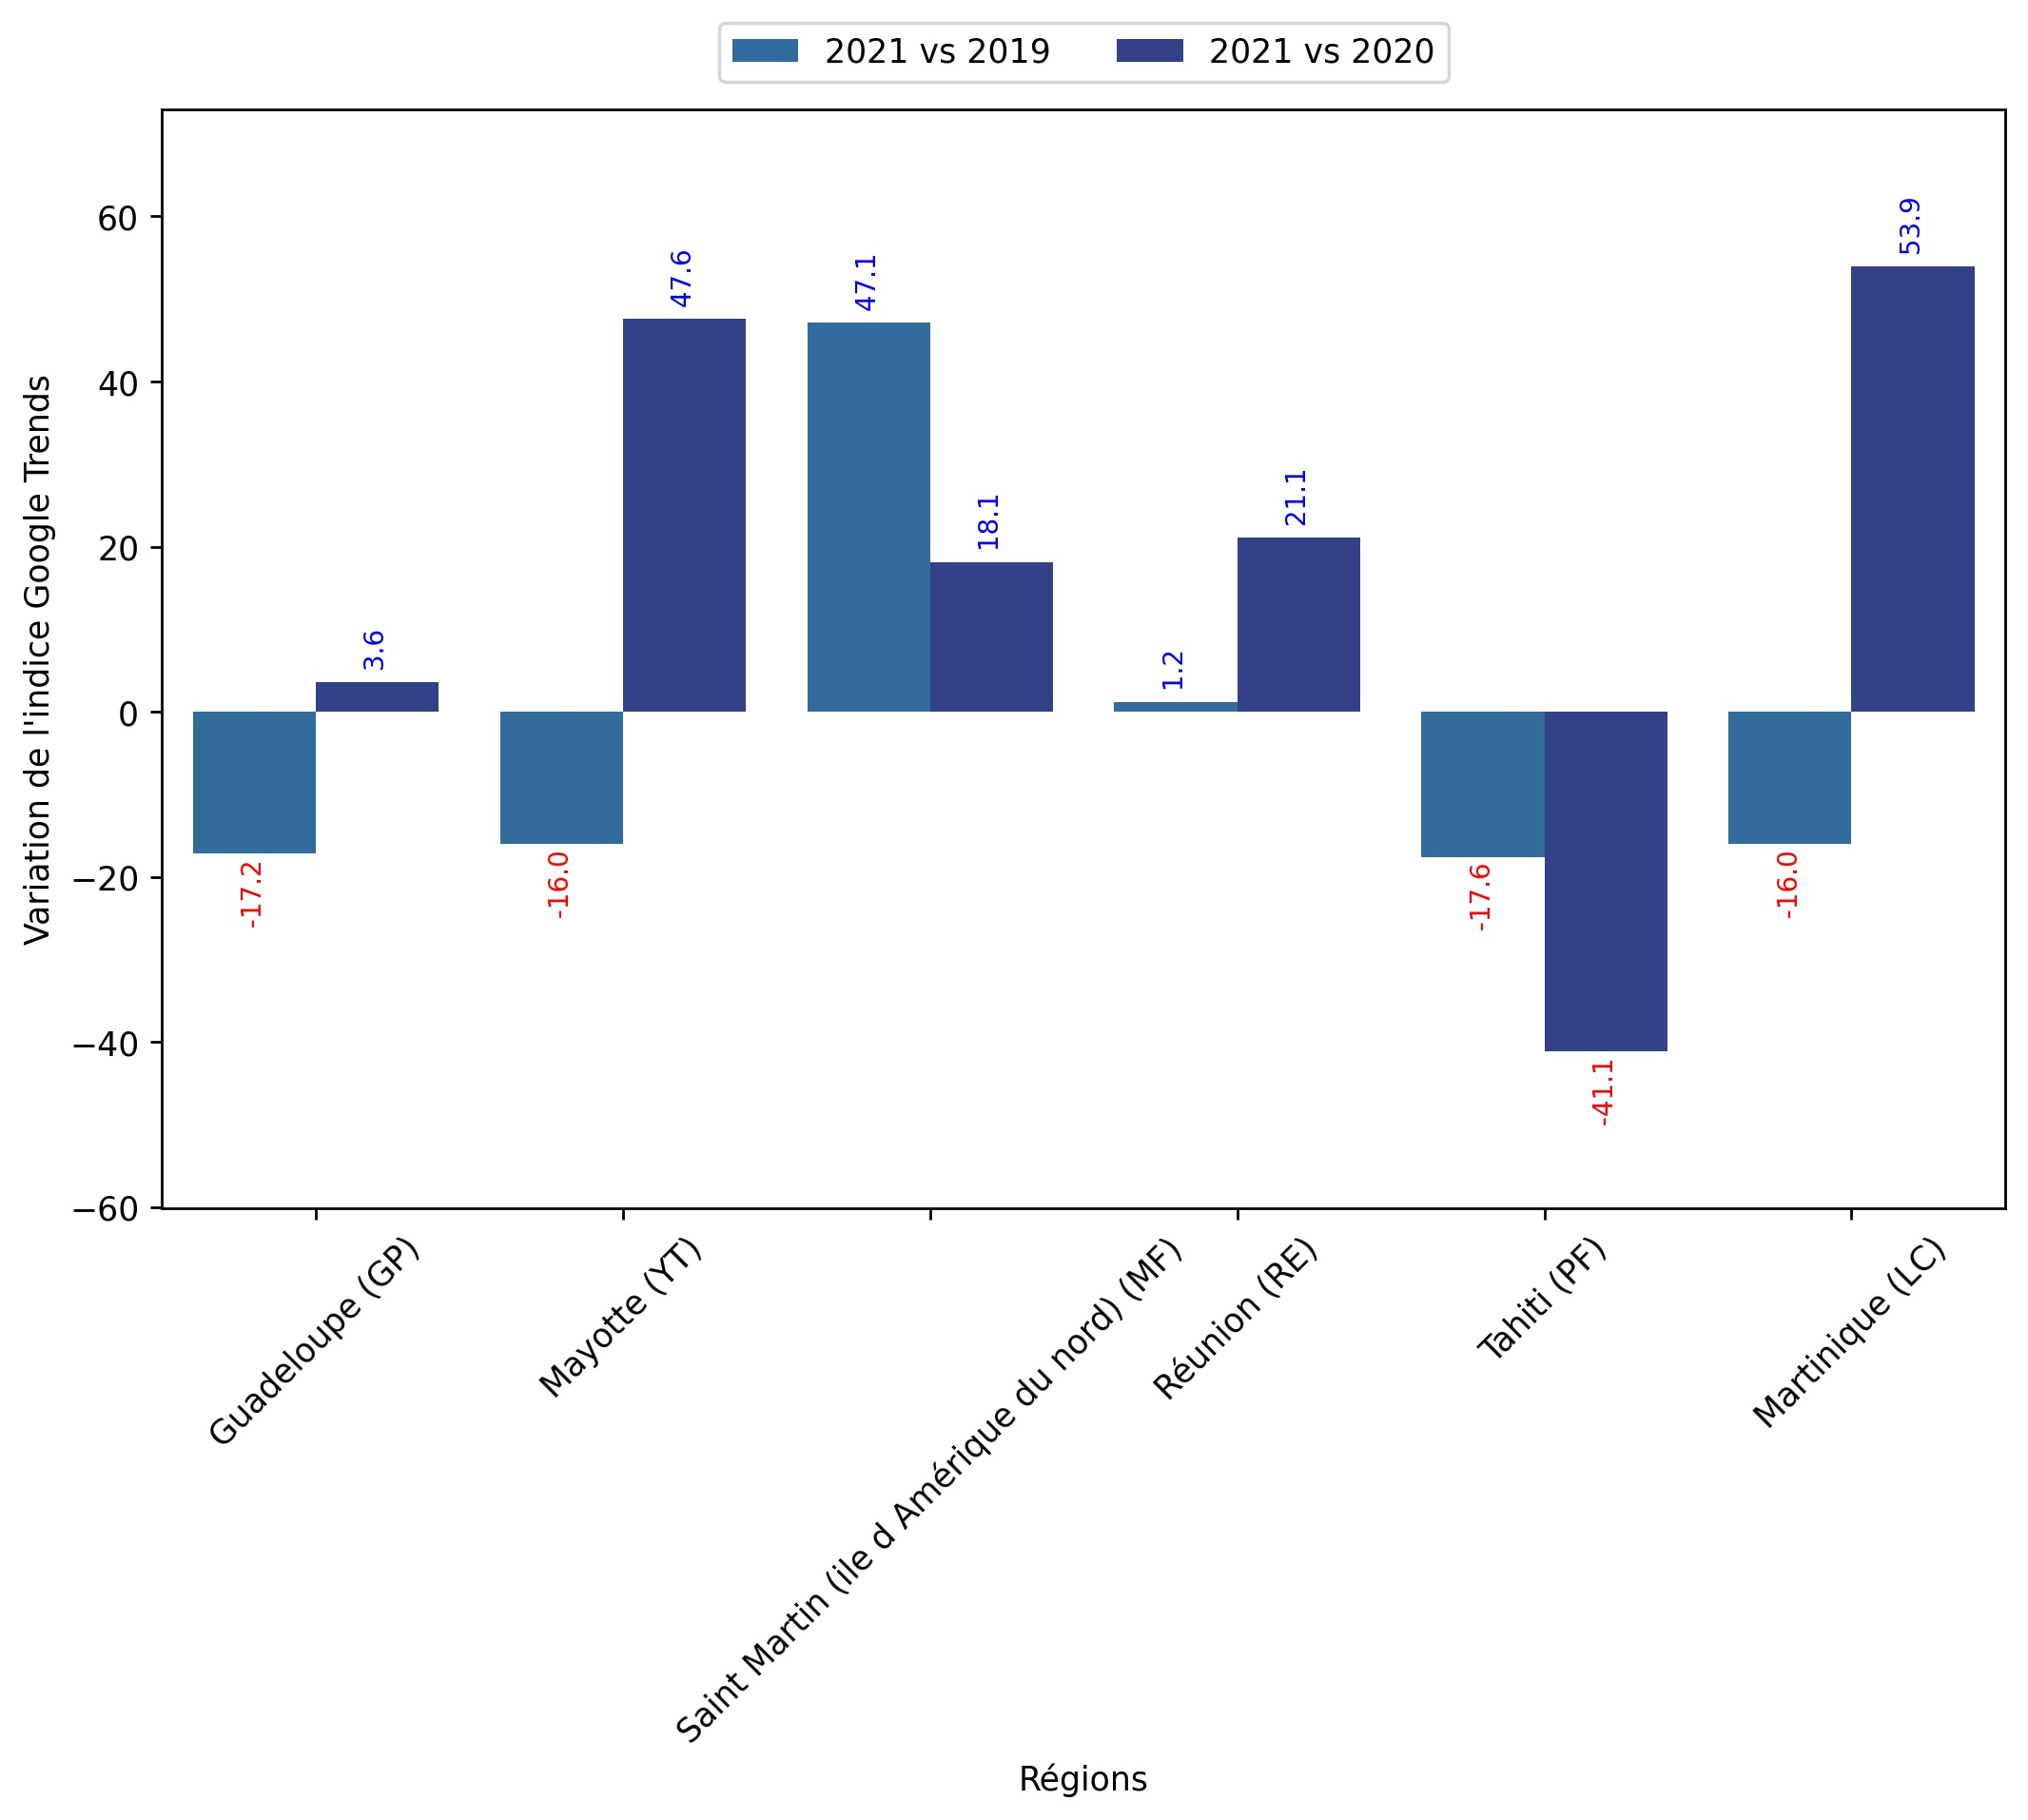 2021 vs 2019 2021 vs 2020
Variation de l'indice Google Trends
60
40
20
0
−20
−40
−60
-17.2
3.6
-16.0
47.6
47.1
18.1
1.2
21.1
-17.6
-41.1
-16.0
53.9
Guadeloupe (GP)
Mayotte (YT)
Saint Martin (ile d Amérique du nord) (MF)
Réunion (RE)
Tahiti (PF)
Martinique (LC)
Régions